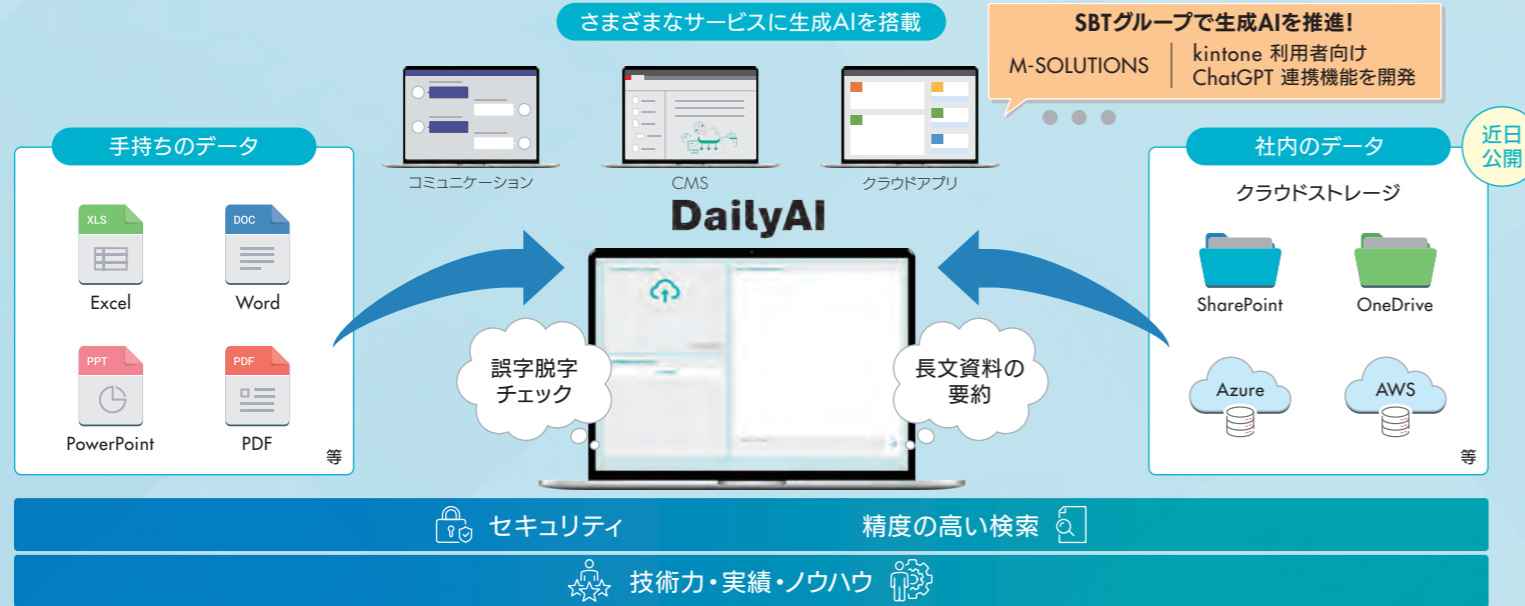 さまざまなサービスに生成AIを搭載
SBTグループで生成AIを推進!
M-SOLUTIONS
kintone 利用者向け
ChatGPT 連携機能を開発
コミュニケーション
CMS
クラウドアプリ
手持ちのデータ
XLS
Excel
DOC
Word
PPT
PowerPoint
PDF
PDF
等
DailyAI
誤字脱字
チェック
長文資料の
要約
社内のデータ
近日
公開
クラウドストレージ
SharePoint
OneDrive
Azure
AWS
等
セキュリティ
精度の高い検索
技術力・実績・ノウハウ